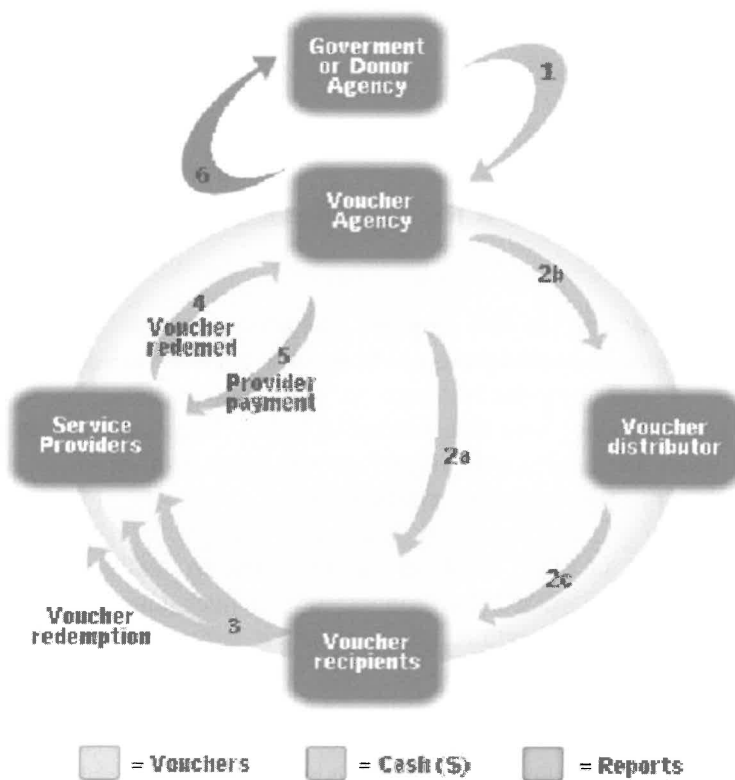 Goverment
or Donor
Agency
1
6
Voucher
Agency
2b
4
Voucher
redemed
5
Provider
payment
Service
Providers
2a
Voucher
distributor
2c
Voucher
redemption
3
Voucher
recipients
= Vouchers = Cash ($) = Reports